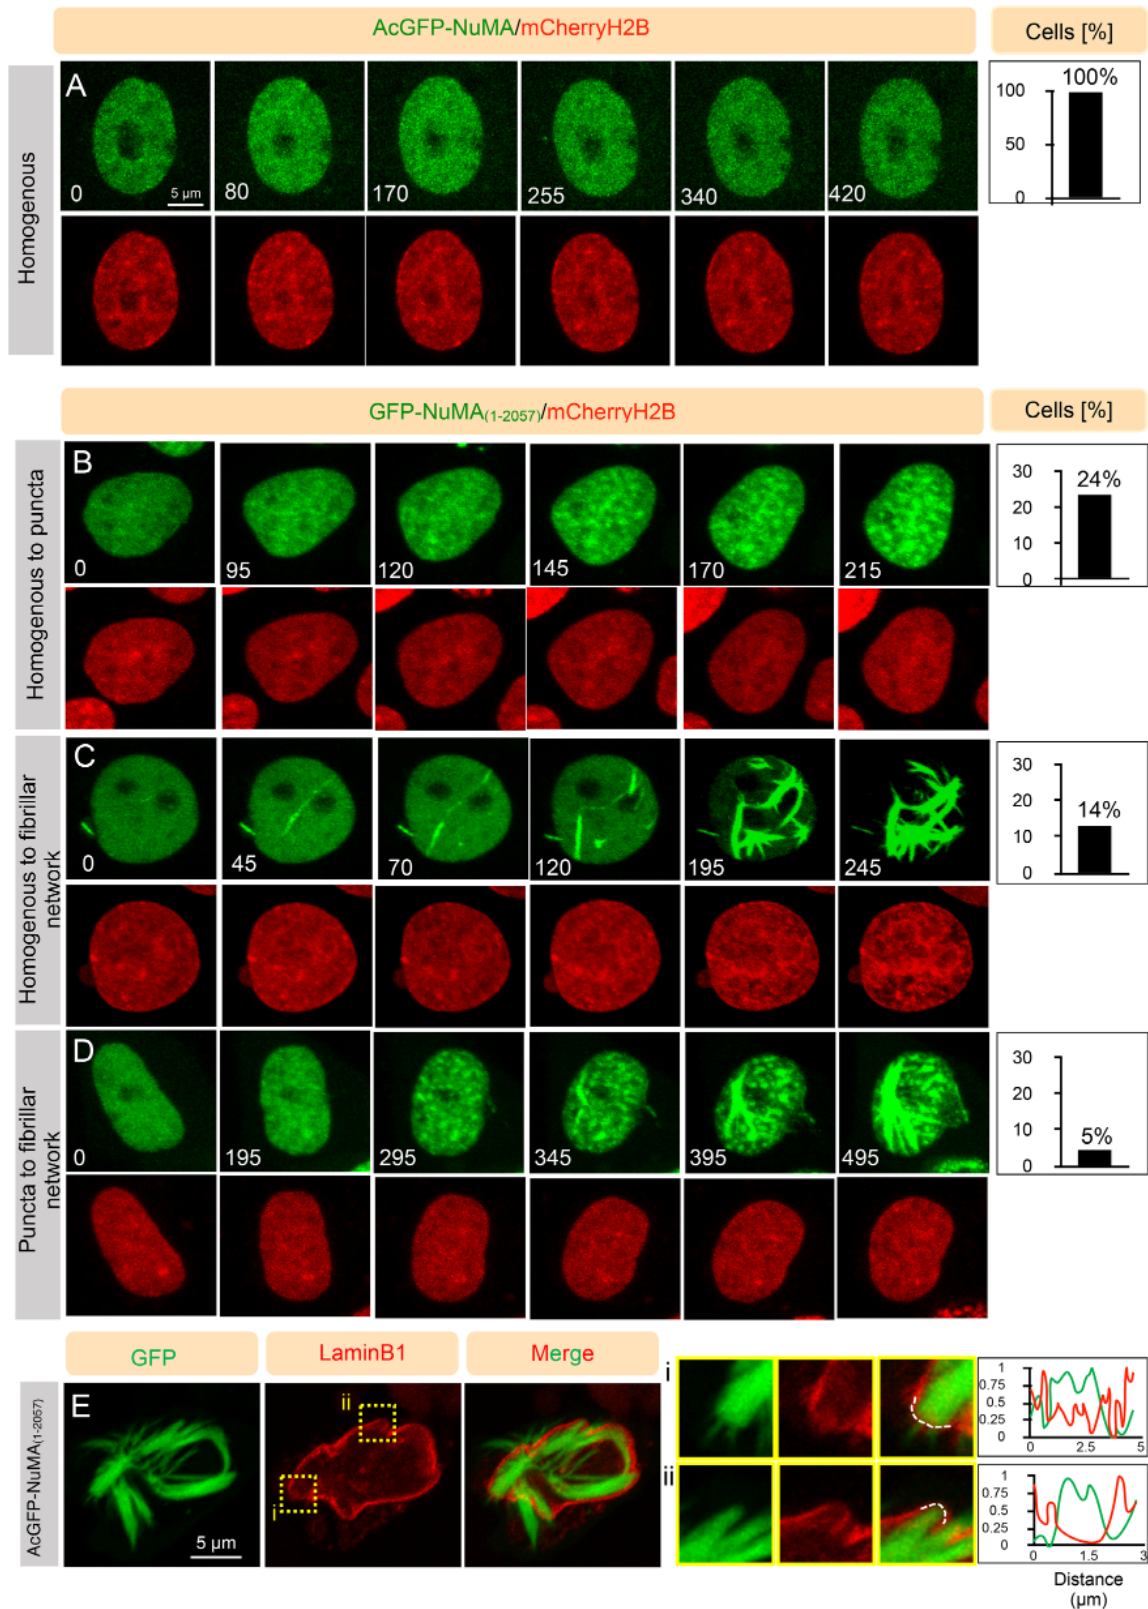 AcGFP-NuMA/mCherryH2B
Cells [%]
Homogenous
A
0
5 µm
80
170
255
340
420
100%
100
50
0
GFP-NuMA(1-2057)/mCherryH2B
Cells [%]
Homogenous to puncta
B
0
95
120
145
170
215
30
24%
20
10
0
Homogenous to fibrillar
network
C
0
45
70
120
195
245
30
20
14%
10
0
Puncta to fibrillar
network
D
0
195
295
345
395
495
30
20
10
5%
0
GFP
LaminB1
Merge
AcGFP-NuMA(1-2057)
E
5 µm
ii
i
i
1
0.75
0.5
0.25
0
0
2.5
5
ii
1
0.75
0.5
0.25
0
0
1.5
3
Distance
(µm)